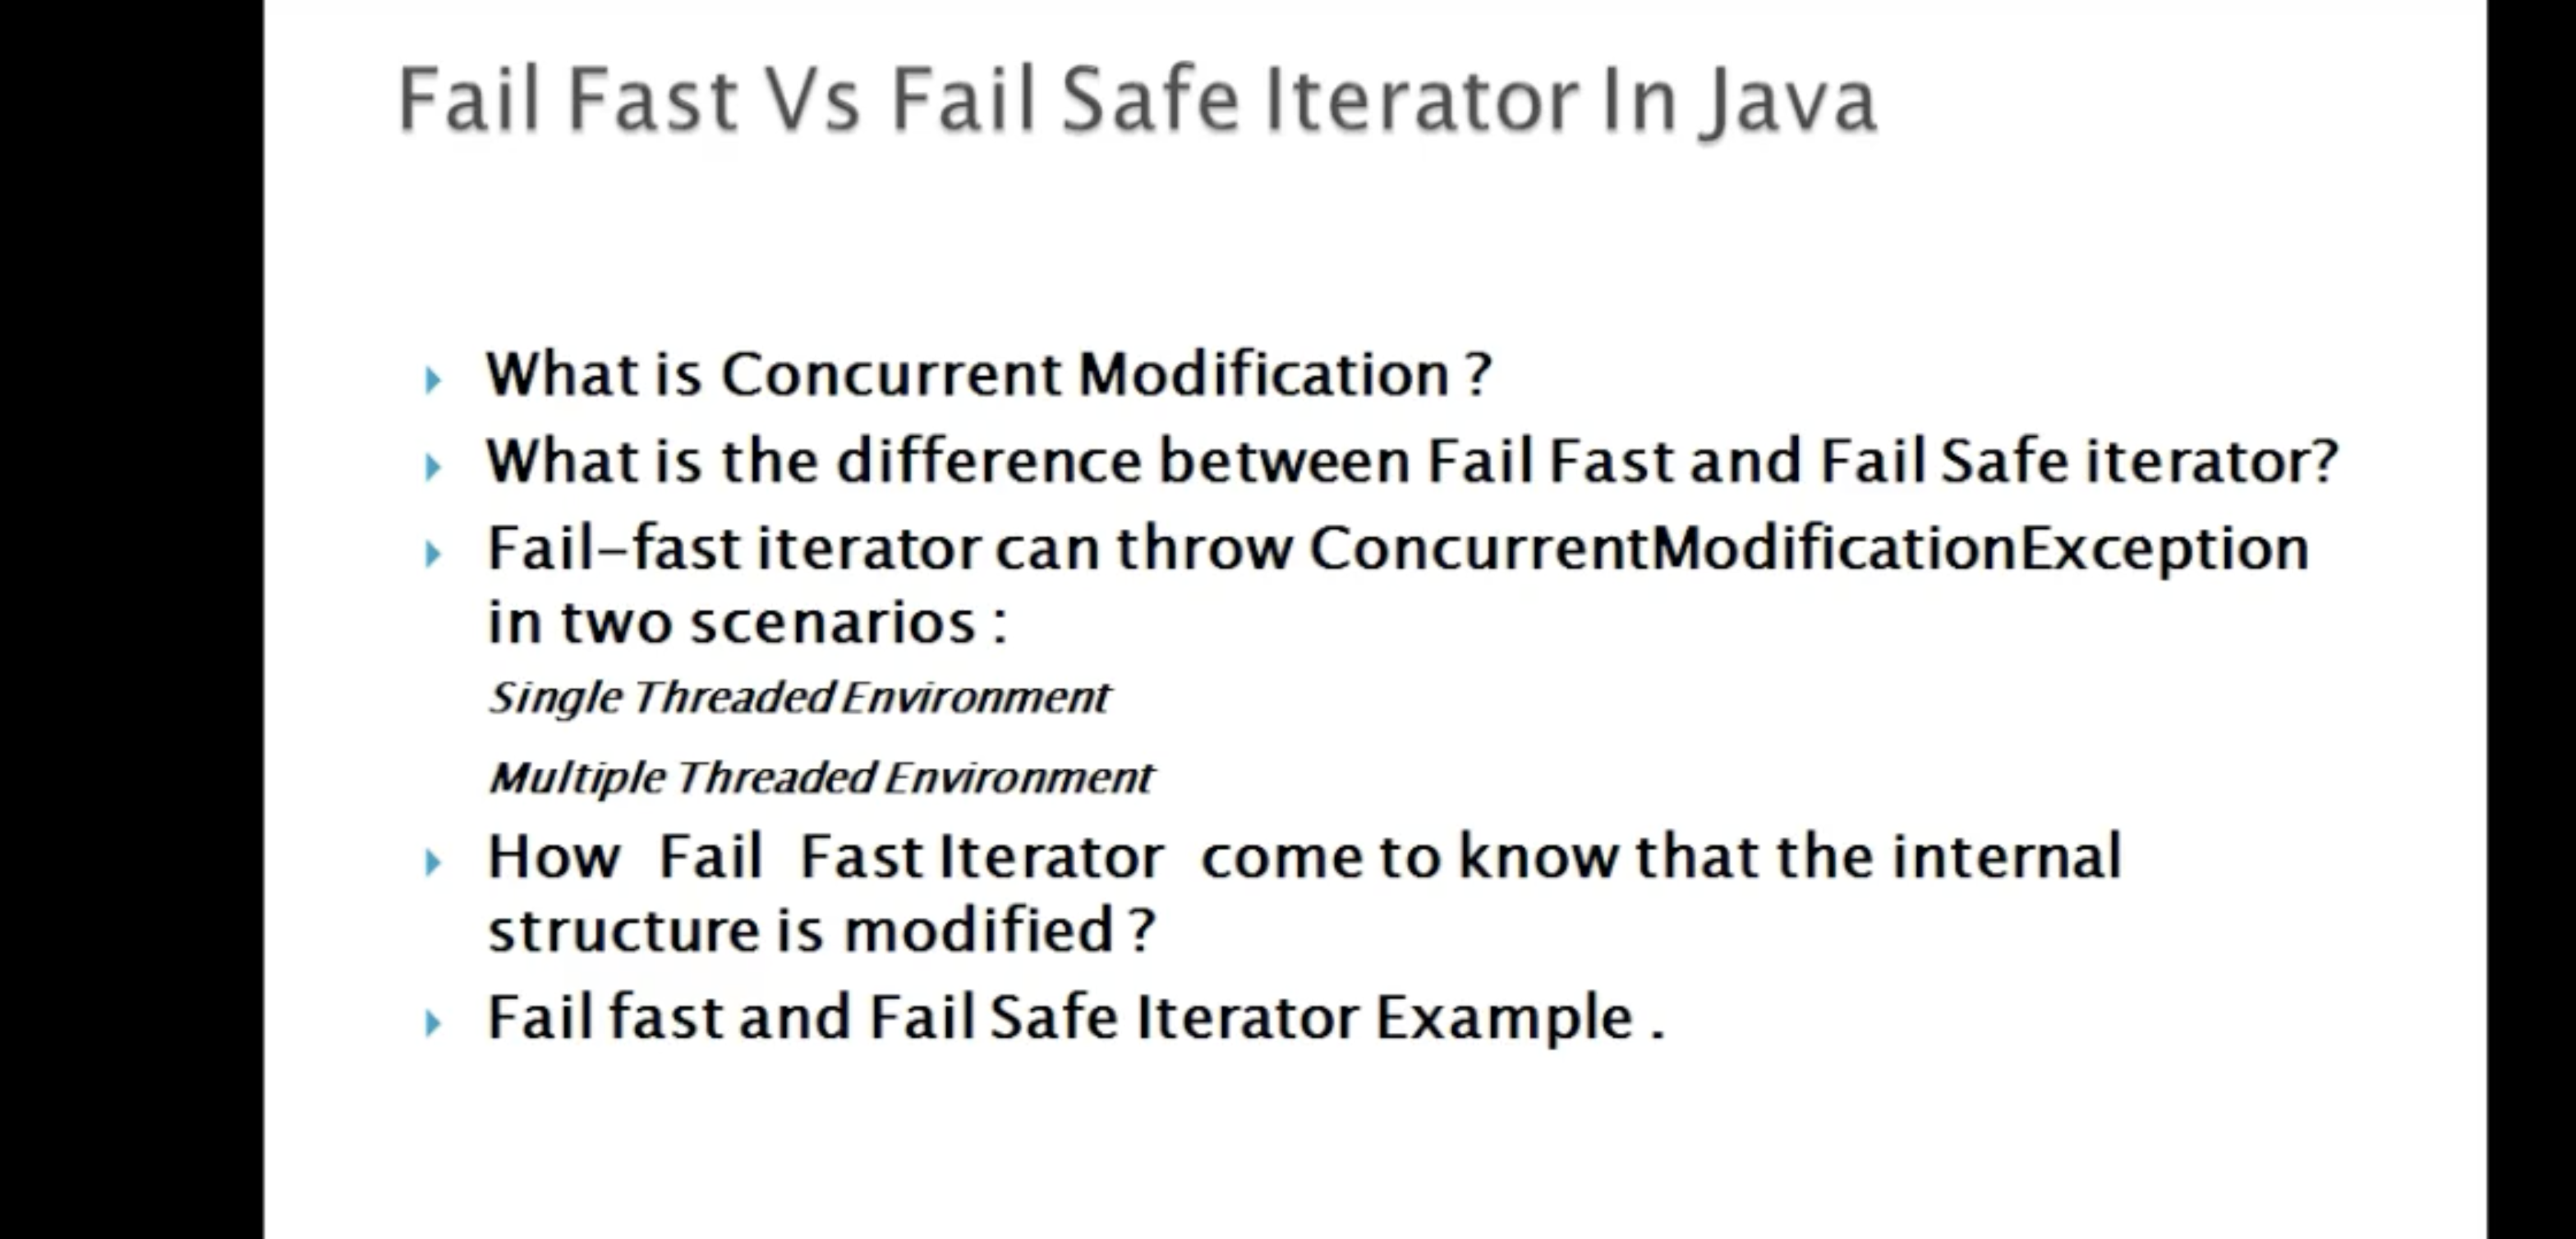 Fail Fast Vs Fail Safe Iterator In Java
What is Concurrent Modification ?
What is the difference between Fail Fast and Fail Safe iterator?
Fail-fast iterator can throw ConcurrentModificationException
in two scenarios :
Single Threaded Environment
Multiple Threaded Environment
How Fail Fast Iterator come to know that the internal
structure is modified ?
Fail fast and Fail Safe Iterator Example .